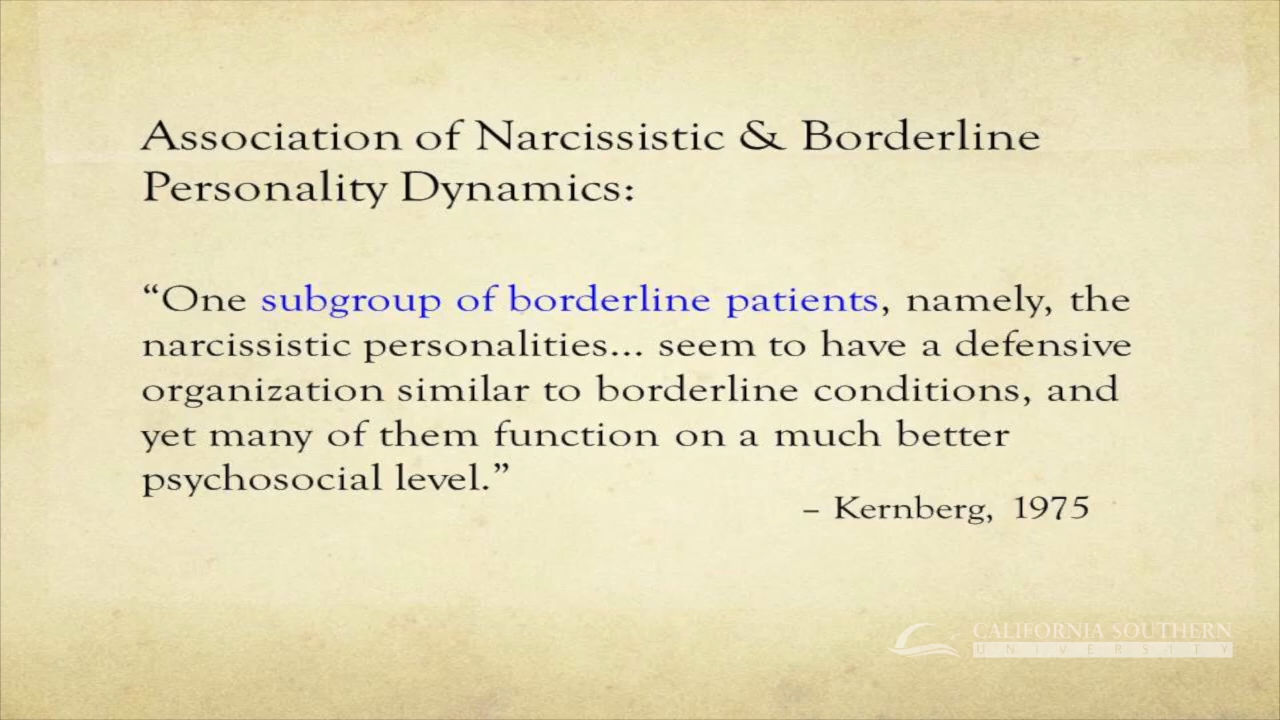 Association of Narcissistic & Borderline
Personality Dynamics:
“One subgroup of borderline patients, namely, the
narcissistic personalities... seem to have a defensive
organization similar to borderline conditions, and
yet many of them function on a much better
psychosocial level.”
– Kernberg, 1975
CALIFORNIA SOUTHERN
UNIVERSITY